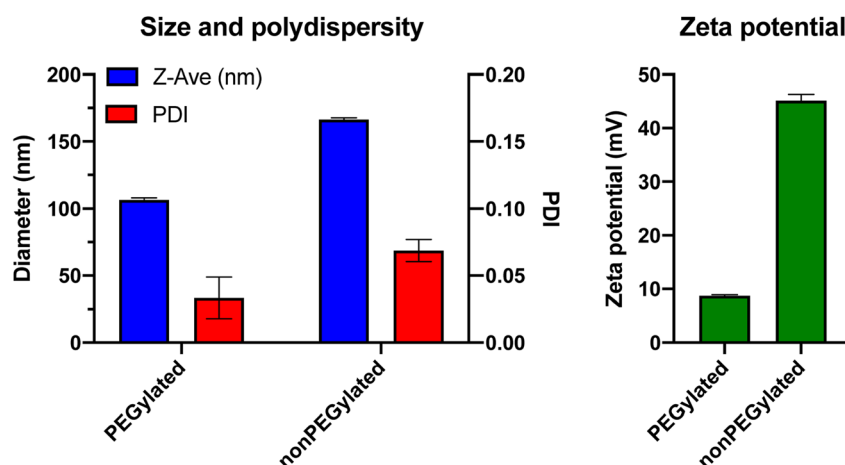 Size and polydispersity
Z-Ave (nm)
PDI
Diameter (nm)
200
150
100
50
0
0.20
0.15
0.10
0.05
0.00
PDI
PEGylated
nonPEGylated
Zeta potential
Zeta potential (mV)
50
40
30
20
10
0
PEGylated
nonPEGylated